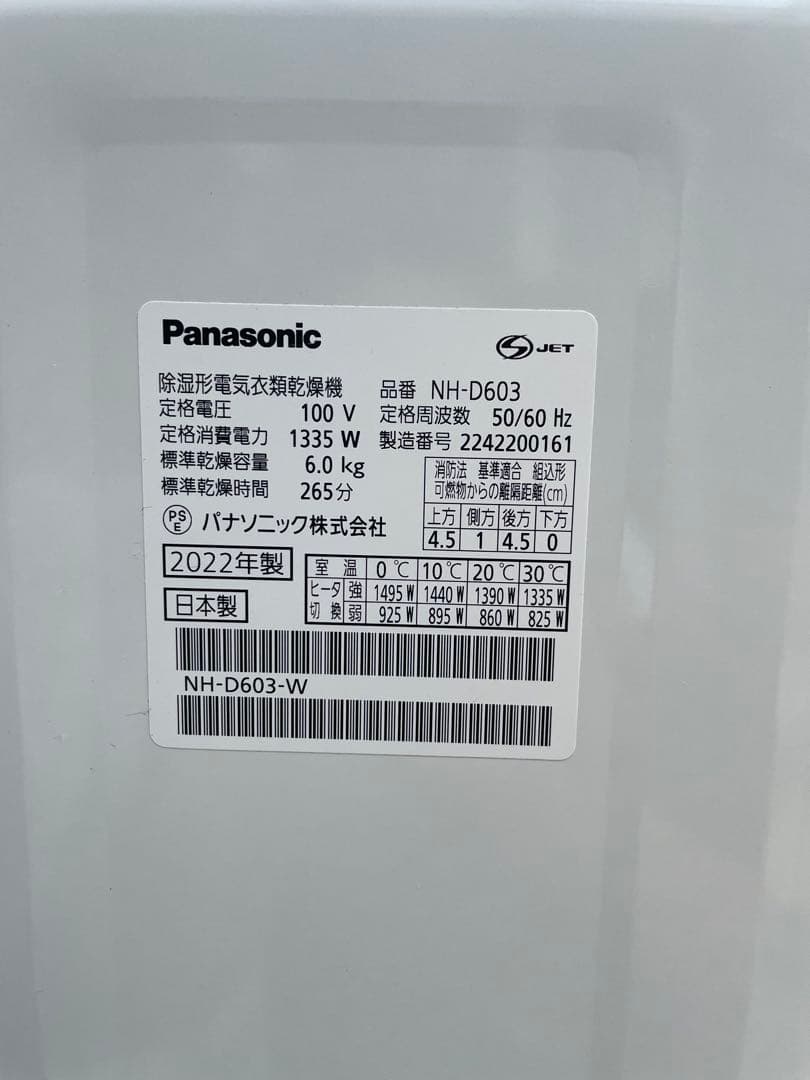 Panasonic
S JET
除湿形電気衣類乾燥機 品番 NH-D603
定格電圧 100 V 定格周波数 50/60 Hz
定格消費電力 1335 W 製造番号 2242200161
標準乾燥容量 6.0 kg
標準乾燥時間 265分
消防法 基準適合 組込形
可燃物からの離隔距離(cm)
上方 側方 後方 下方
4.5 1 4.5 0
PS E パナソニック株式会社
2022年製
日本製
室温 0℃ 10℃ 20℃ 30℃
ヒータ切換 強 1495 W 1440 W 1390 W 1335 W
弱 925 W 895 W 860 W 825 W
NH-D603-W